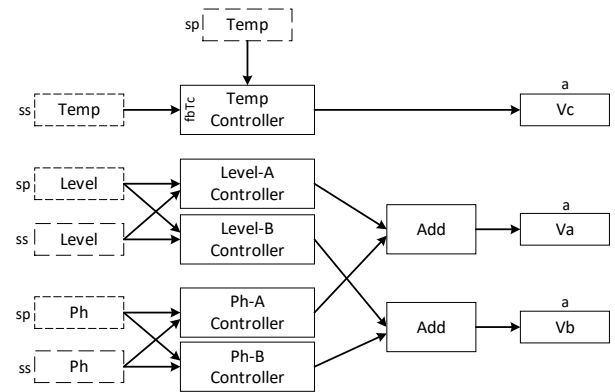 sp
Temp
ss
Temp
fbTc
Temp
Controller
a
Vc
sp
Level
ss
Level
Level-A
Controller
Level-B
Controller
Add
a
Va
sp
Ph
ss
Ph
Ph-A
Controller
Ph-B
Controller
Add
a
Vb